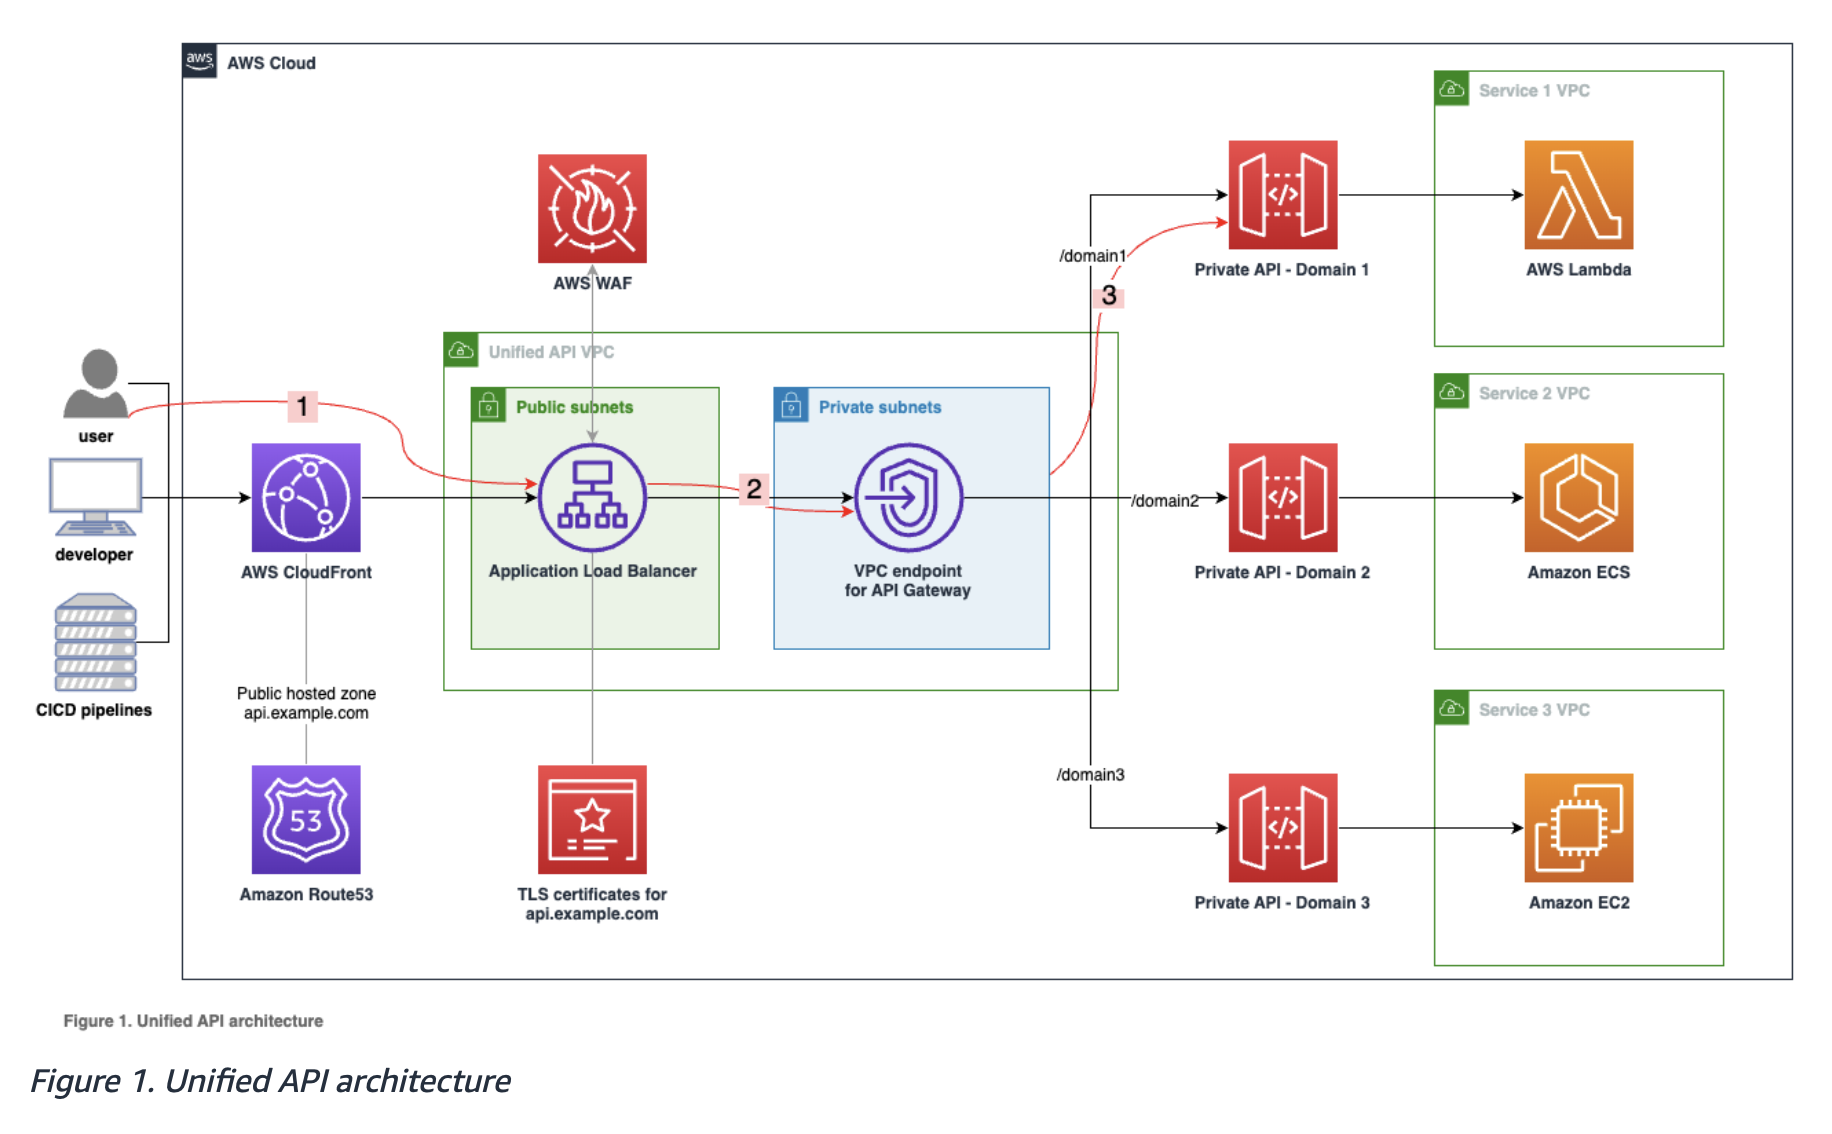 aws
AWS Cloud
Service 1 VPC
AWS WAF
/domain1
Private API - Domain 1
AWS Lambda
3
Unified API VPC
Service 2 VPC
1
Public subnets
Private subnets
user
2
/domain2
developer
AWS CloudFront
Application Load Balancer
VPC endpoint
for API Gateway
</>
</>
</>
Private API - Domain 2
Amazon ECS
Public hosted zone
api.example.com
CICD pipelines
Service 3 VPC
/domain3
53
Amazon Route53
TLS certificates for
api.example.com
Private API - Domain 3
Amazon EC2
Figure 1. Unified API architecture
Figure 1. Unified API architecture